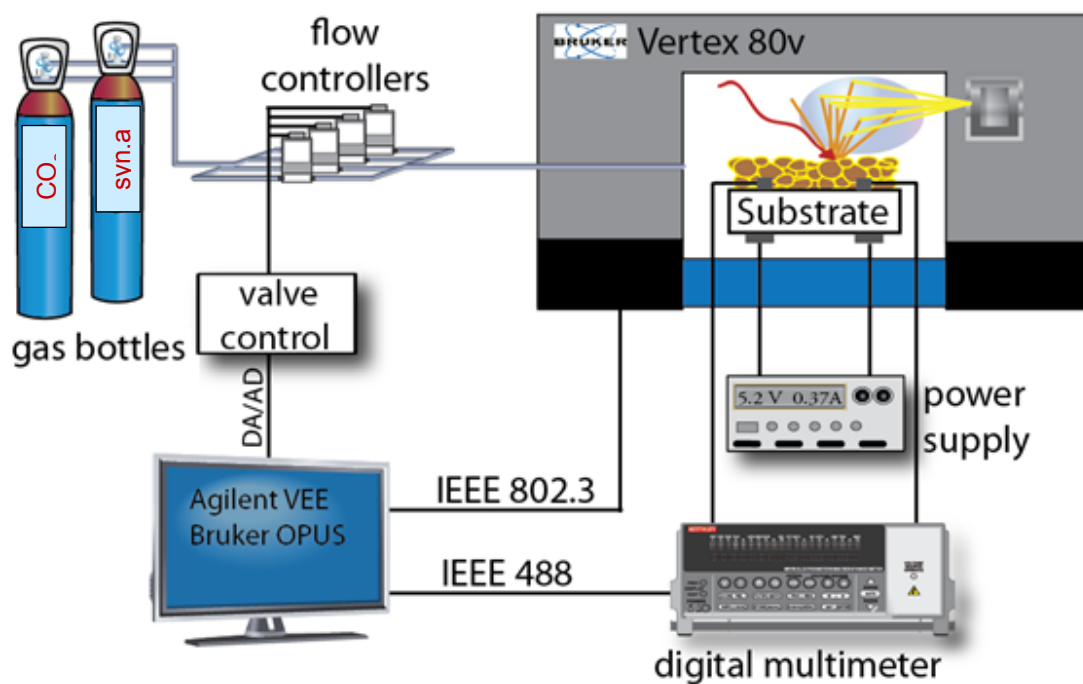 flow
controllers
BRUKER
Vertex 80v
CO
syn.a
Substrate
gas bottles
valve
control
DA/AD
5.2 V 0.37A
power
supply
Agilent VEE
Bruker OPUS
IEEE 802.3
IEEE 488
digital multimeter